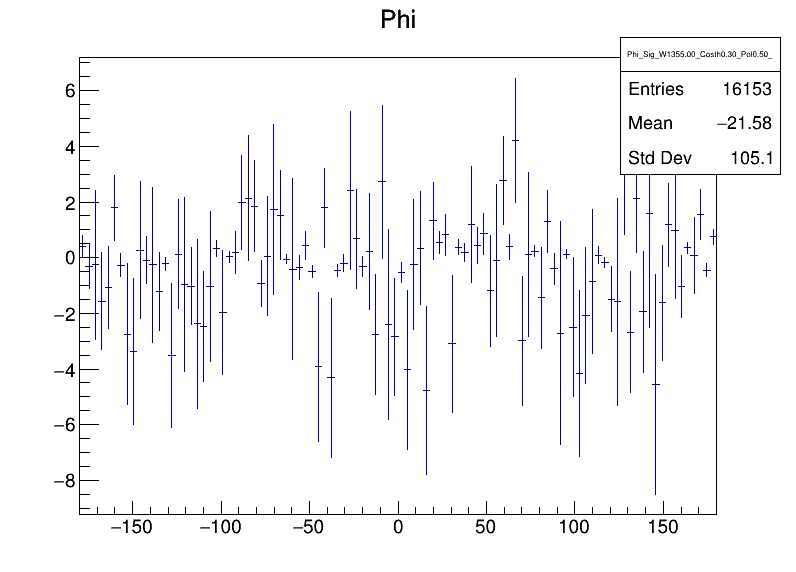 Phi
Phi_Sig_W1355.00_Costh0.30_Pol0.50_
Entries 16153
Mean −21.58
Std Dev 105.1
6
4
2
0
−2
−4
−6
−8
−150 −100 −50 0 50 100 150